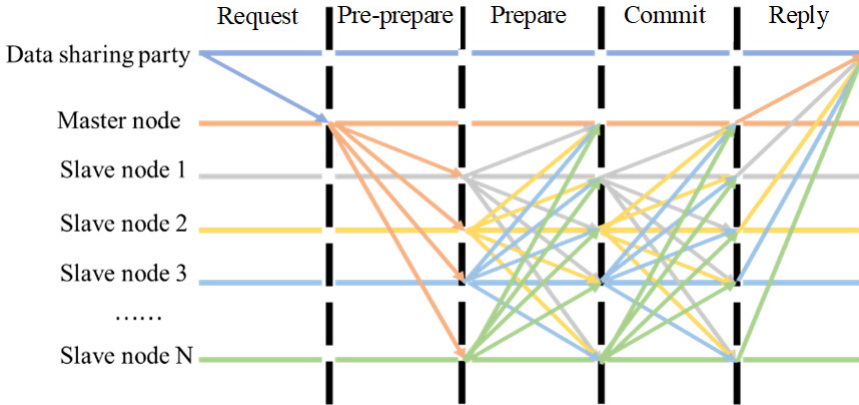 Request Pre-prepare Prepare Commit Reply
Data sharing party
Master node
Slave node 1
Slave node 2
Slave node 3
……
Slave node N